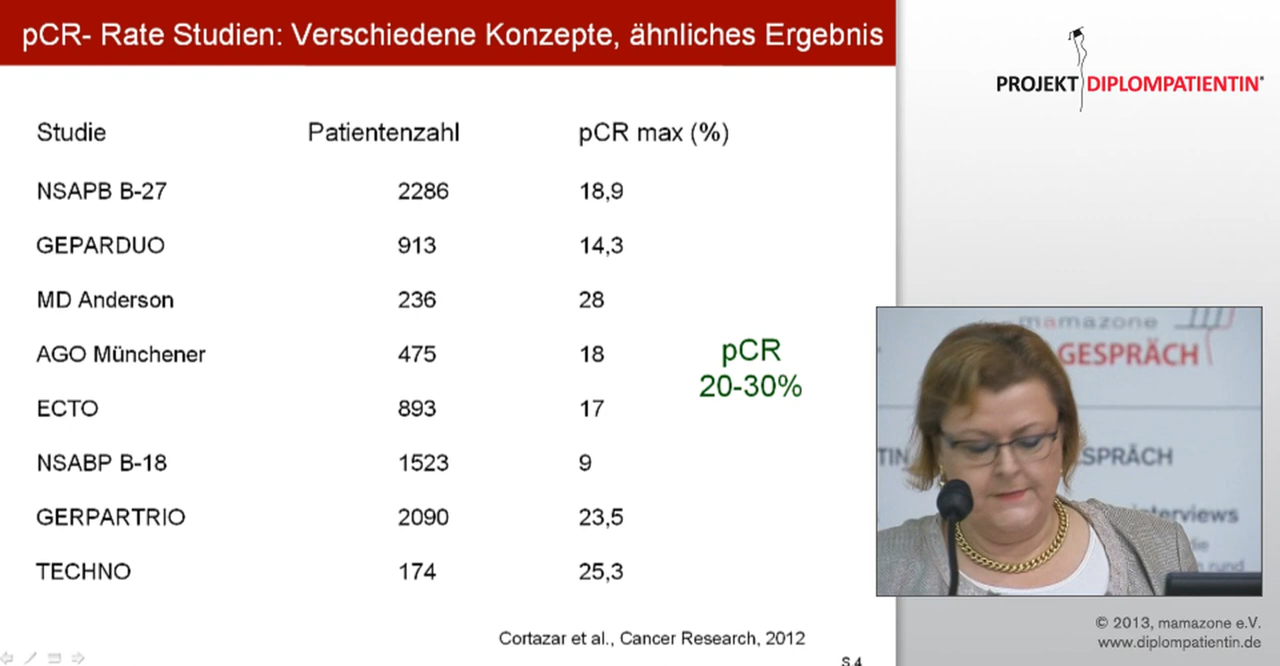 pCR- Rate Studien: Verschiedene Konzepte, ähnliches Ergebnis
Studie Patientenzahl pCR max (%)
NSAPB B-27 2286 18,9
GEPARDUO 913 14,3
MD Anderson 236 28
AGO Münchener 475 18
ECTO 893 17
NSABP B-18 1523 9
GERPARTRIO 2090 23,5
TECHNO 174 25,3
pCR
20-30%
Cortazar et al., Cancer Research, 2012
S.4
PROJEKT DIPLOMPATIENTIN®
mamazone
GESPRÄCH
SPRÄCH
terviews
rund
© 2013, mamazone e.V.
www.diplompatientin.de